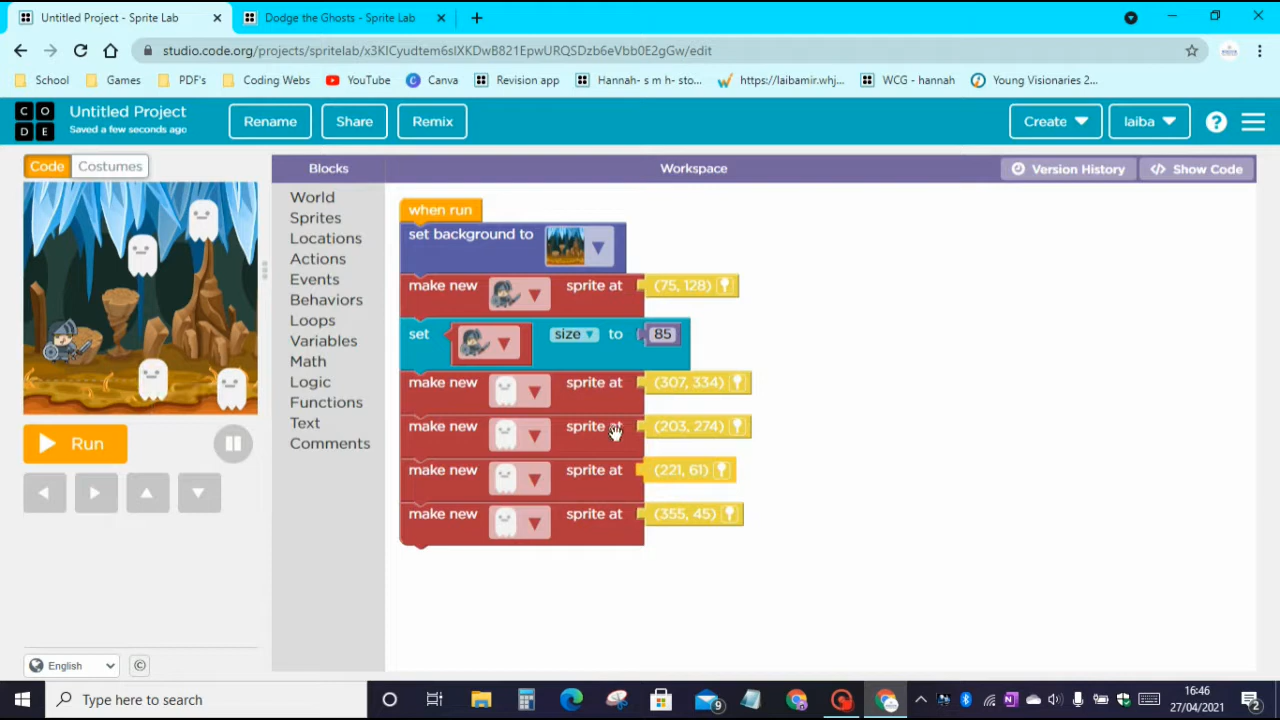 Untitled Project - Sprite Lab
Dodge the Ghosts - Sprite Lab
studio.code.org/projects/spritelab/x3KlCyudtem6slXKDwB821EpwURQSDzb6eVbb0E2gGw/edit
School
Games
PDF's
Coding Webs
YouTube
Canva
Revision app
Hannah- s m h- sto...
https://laibamir.whj...
WCG - hannah
Young Visionaries 2...
C O
D E
Untitled Project
Saved a few seconds ago
Rename
Share
Remix
Create
laiba
?
Code
Costumes
Blocks
Workspace
Version History
Show Code
World
Sprites
Locations
Actions
Events
Behaviors
Loops
Variables
Math
Logic
Functions
Text
Comments
when run
set background to
make new sprite at (75, 128)
set size to 85
make new sprite at (307, 334)
make new sprite at (203, 274)
make new sprite at (221, 61)
make new sprite at (355, 45)
Run
English
©
Type here to search
9
16:46
27/04/2021
2